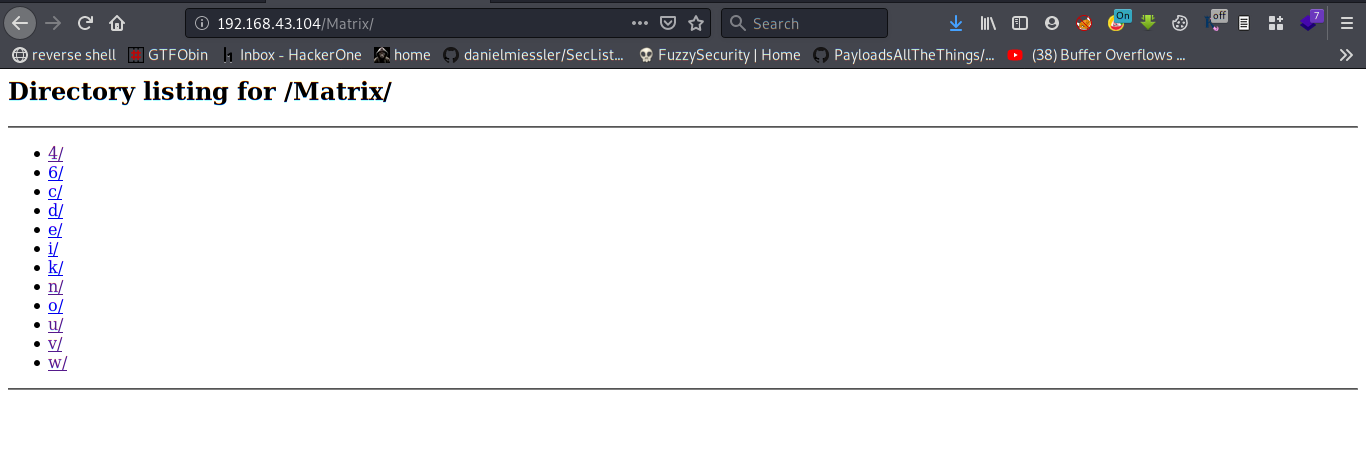 192.168.43.104/Matrix/
Search
On
off
7
reverse shell
GTFObin
Inbox - HackerOne
home
danielmiessler/SecList...
FuzzySecurity | Home
PayloadsAllTheThings/...
(38) Buffer Overflows ...
Directory listing for /Matrix/
4/
6/
c/
d/
e/
i/
k/
n/
o/
u/
v/
w/